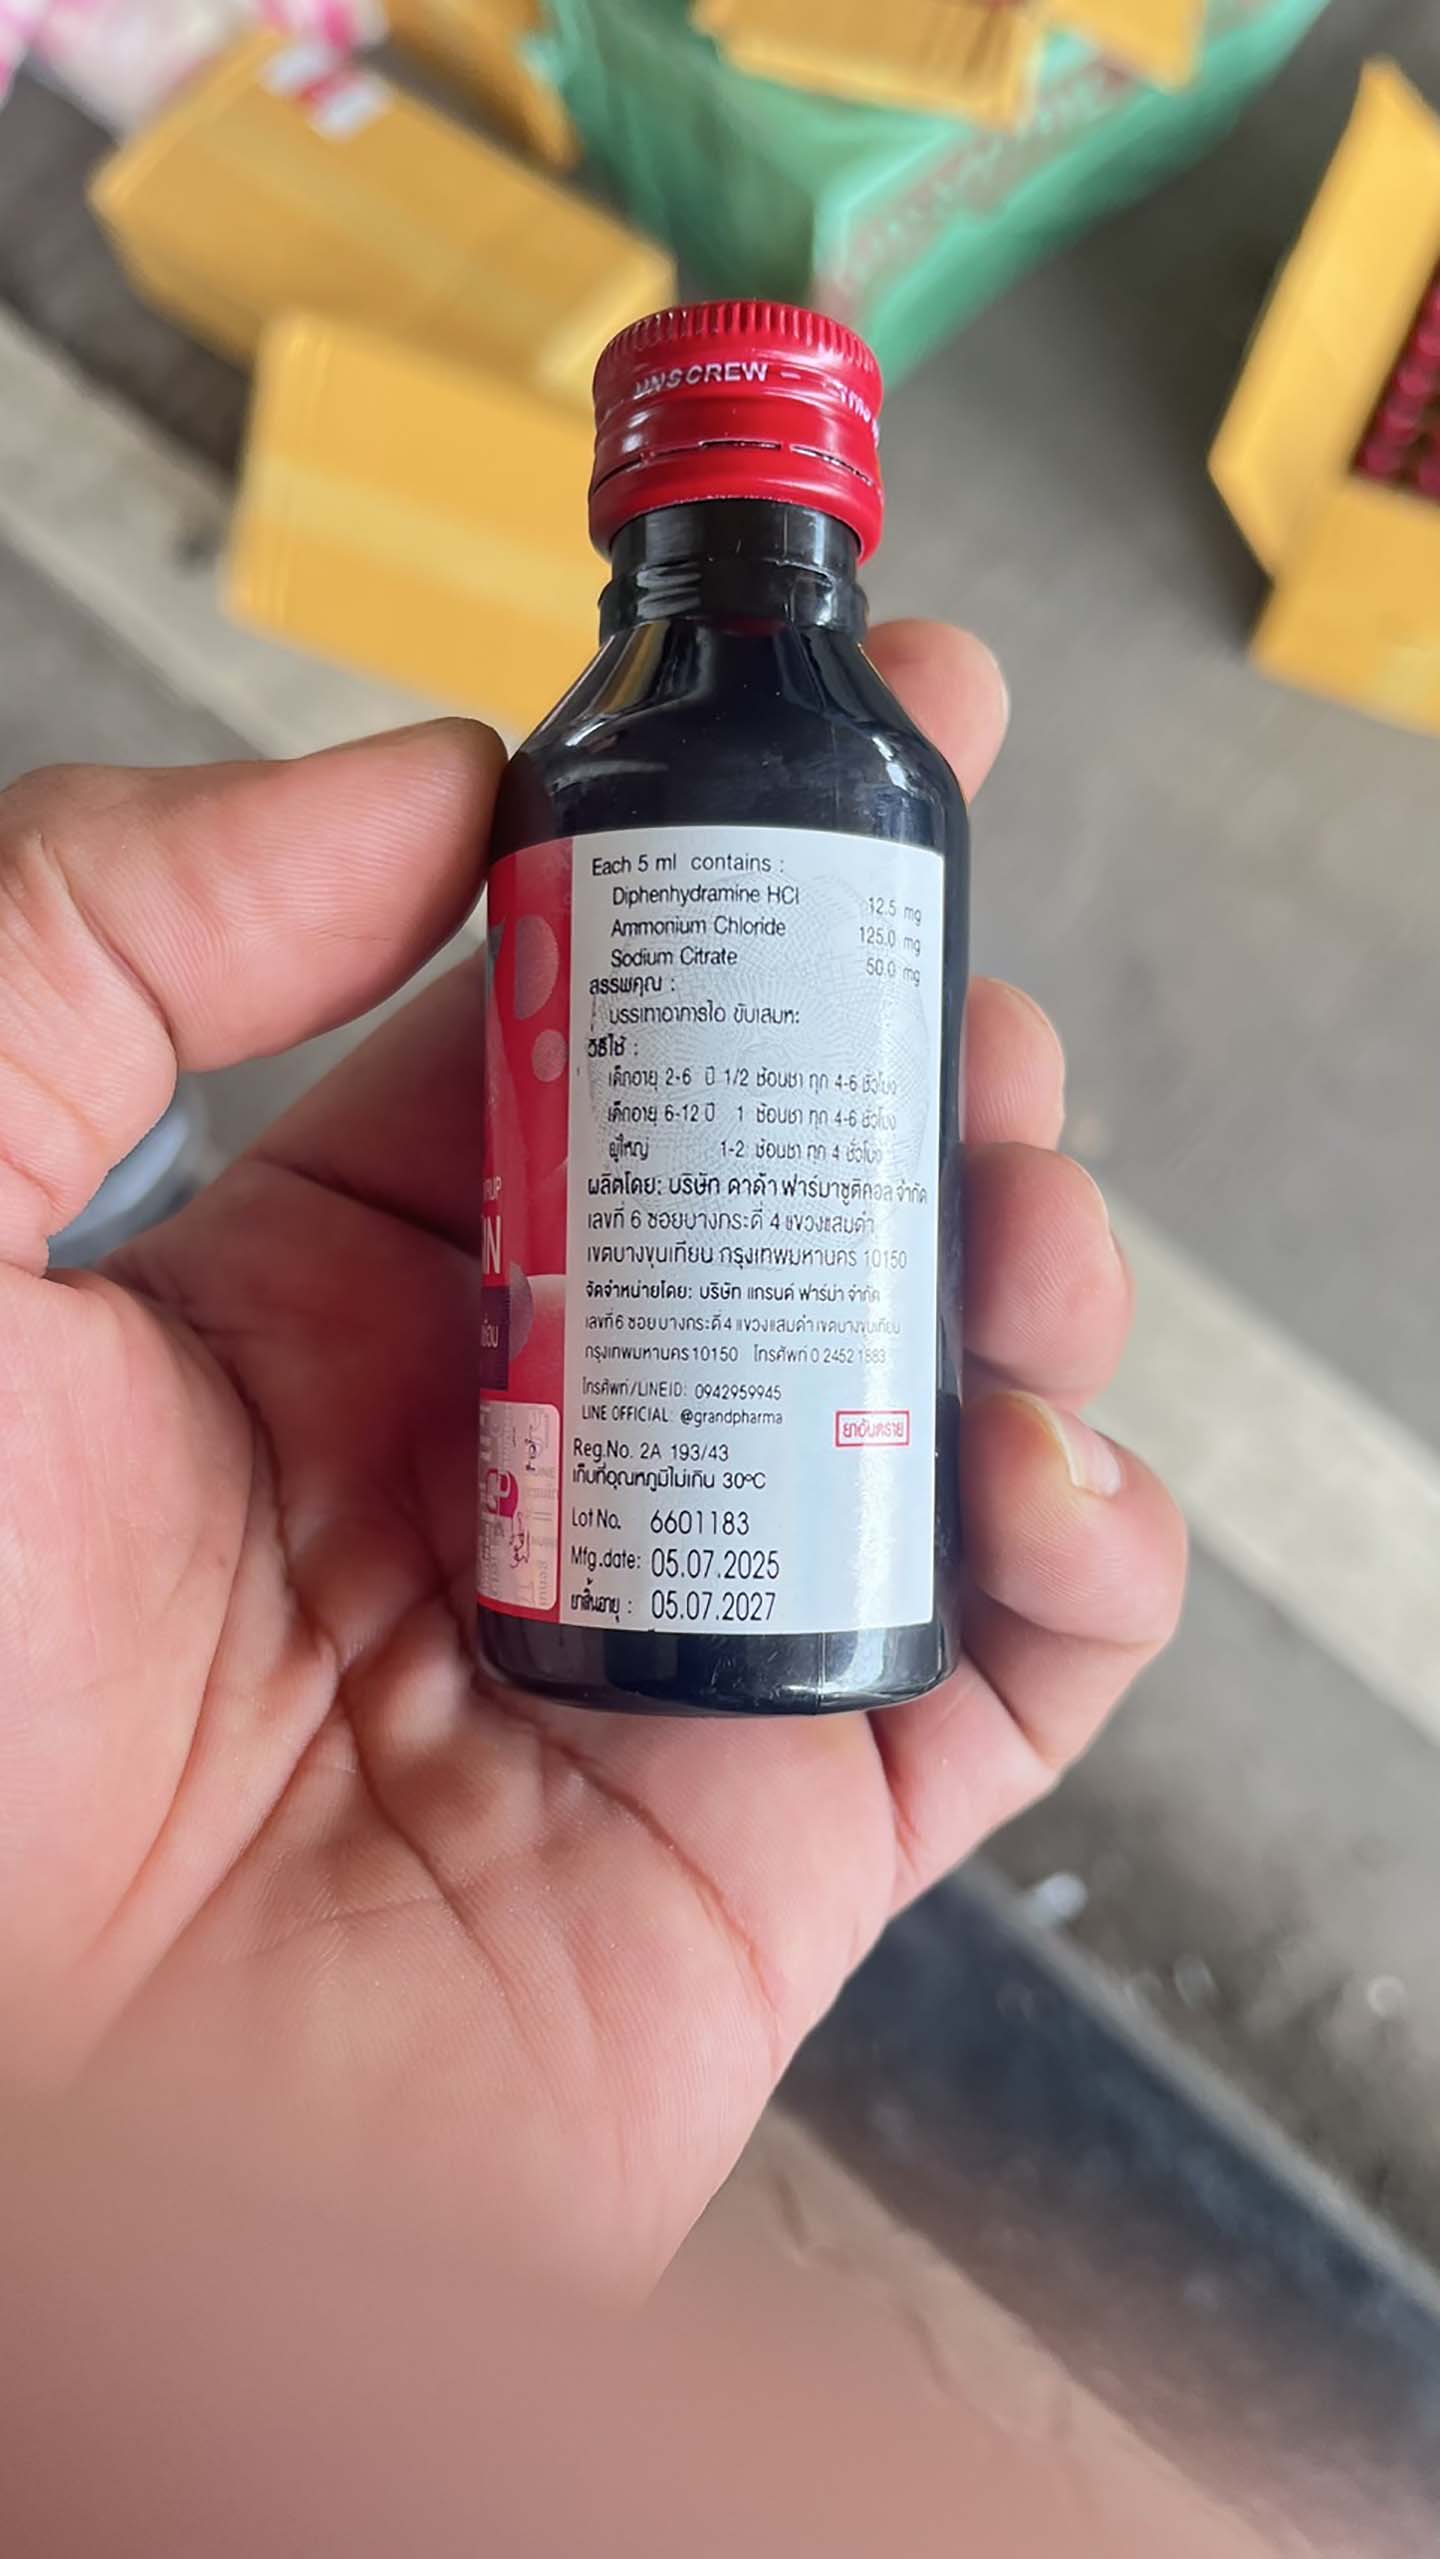 UNSCREW –
Each 5 ml contains :
Diphenhydramine HCl 12.5 mg
Ammonium Chloride 125.0 mg
Sodium Citrate 50.0 mg
สรรพคุณ :
บรรเทาอาการไอ ขับเสมหะ
วิธีใช้ :
เด็กอายุ 2-6 ปี 1/2 ช้อนชา ทุก 4-6 ชั่วโมง
เด็กอายุ 6-12 ปี 1 ช้อนชา ทุก 4-6 ชั่วโมง
ผู้ใหญ่ 1-2 ช้อนชา ทุก 4 ชั่วโมง
ผลิตโดย: บริษัท คาด้า ฟาร์มาซูติคอล จำกัด
เลขที่ 6 ซอยบางกระดี่ 4 แขวงแสมดำ
เขตบางขุนเทียน กรุงเทพมหานคร 10150
จัดจำหน่ายโดย: บริษัท แกรนด์ ฟาร์ม่า จำกัด
เลขที่ 6 ซอยบางกระดี่ 4 แขวงแสมดำ เขตบางขุนเทียน
กรุงเทพมหานคร 10150 โทรศัพท์ 0 2452 1883
โทรศัพท์/LINE ID: 0942959945
LINE OFFICIAL: @grandpharma
ยาอันตราย
Reg.No. 2A 193/43
เก็บที่อุณหภูมิไม่เกิน 30°C
Lot No. 6601183
Mfg.date: 05.07.2025
ยาสิ้นอายุ : 05.07.2027